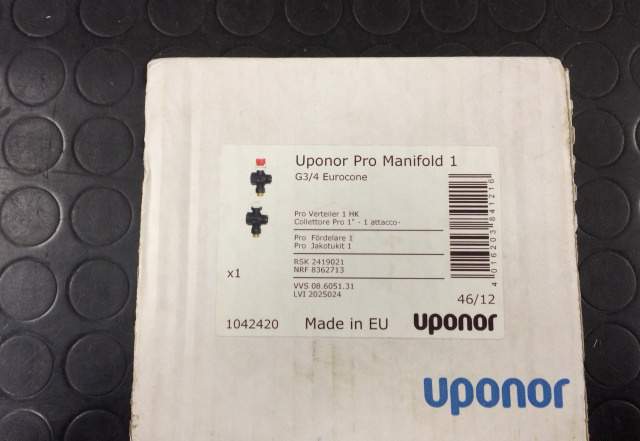 Uponor Pro Manifold 1
G3/4 Eurocone
Pro Verteiler 1 HK
Collettore Pro 1" - 1 attacco-
Pro Fördelare 1
Pro Jakotukit 1
RSK 2419021
NRF 8362713
VVS 08.6051.31
LVI 2025024
x1
4016203841216
46/12
1042420 Made in EU uponor
uponor